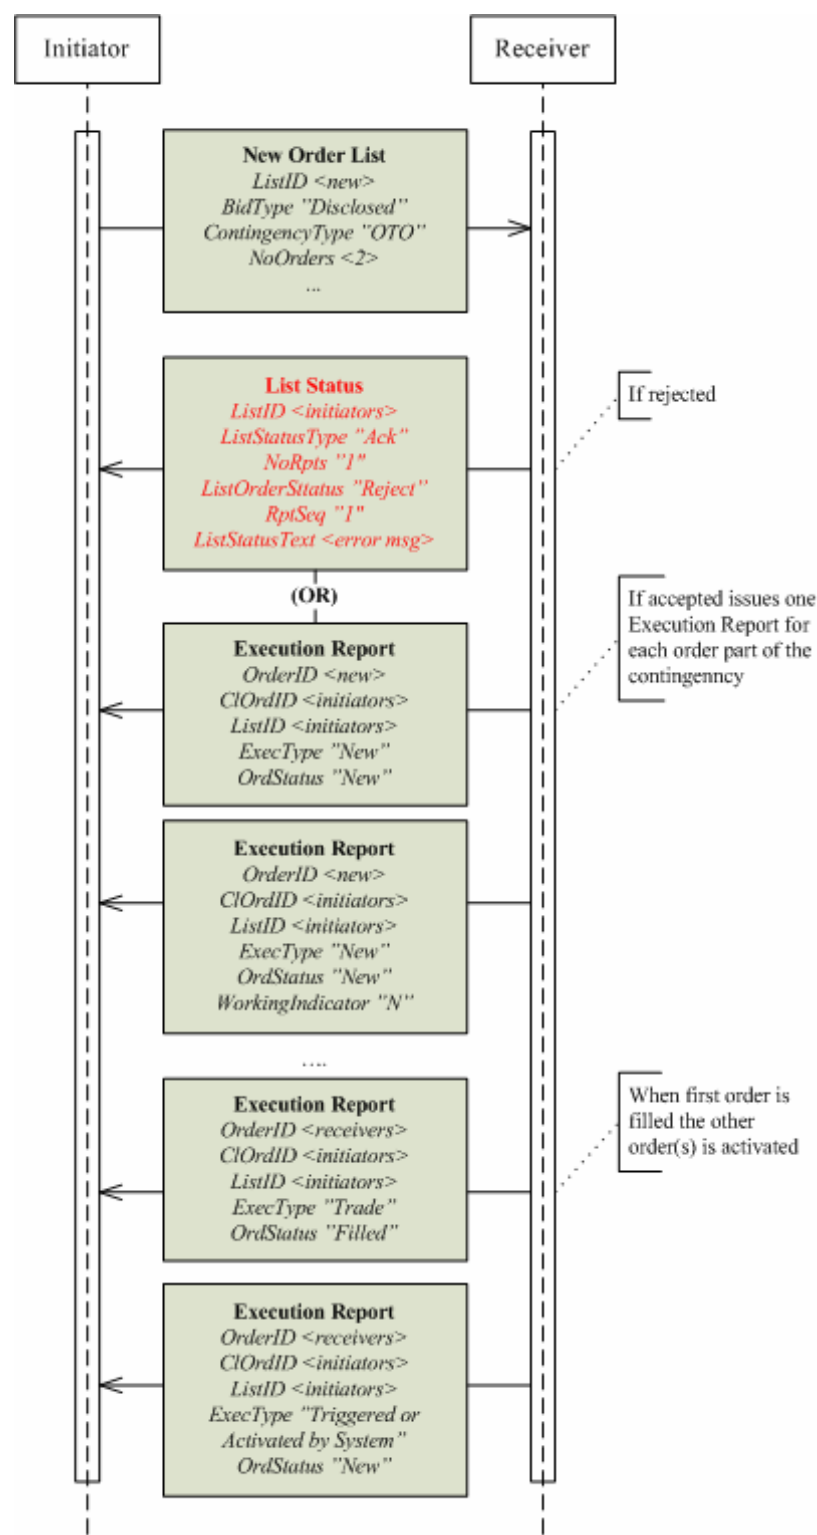 Initiator
Receiver
New Order List
ListID <new>
BidType "Disclosed"
ContingencyType "OTO"
NoOrders <2>
...
List Status
ListID <initiators>
ListStatusType "Ack"
NoRpts "1"
ListOrderSttatus "Reject"
RptSeq "1"
ListStatusText <error msg>
If rejected
(OR)
Execution Report
OrderID <new>
ClOrdID <initiators>
ListID <initiators>
ExecType "New"
OrdStatus "New"
If accepted issues one
Execution Report for
each order part of the
contingenncy
Execution Report
OrderID <new>
ClOrdID <initiators>
ListID <initiators>
ExecType "New"
OrdStatus "New"
WorkingIndicator "N"
....
Execution Report
OrderID <receivers>
ClOrdID <initiators>
ListID <initiators>
ExecType "Trade"
OrdStatus "Filled"
When first order is
filled the other
order(s) is activated
Execution Report
OrderID <receivers>
ClOrdID <initiators>
ListID <initiators>
ExecType "Triggered or
Activated by System"
OrdStatus "New"